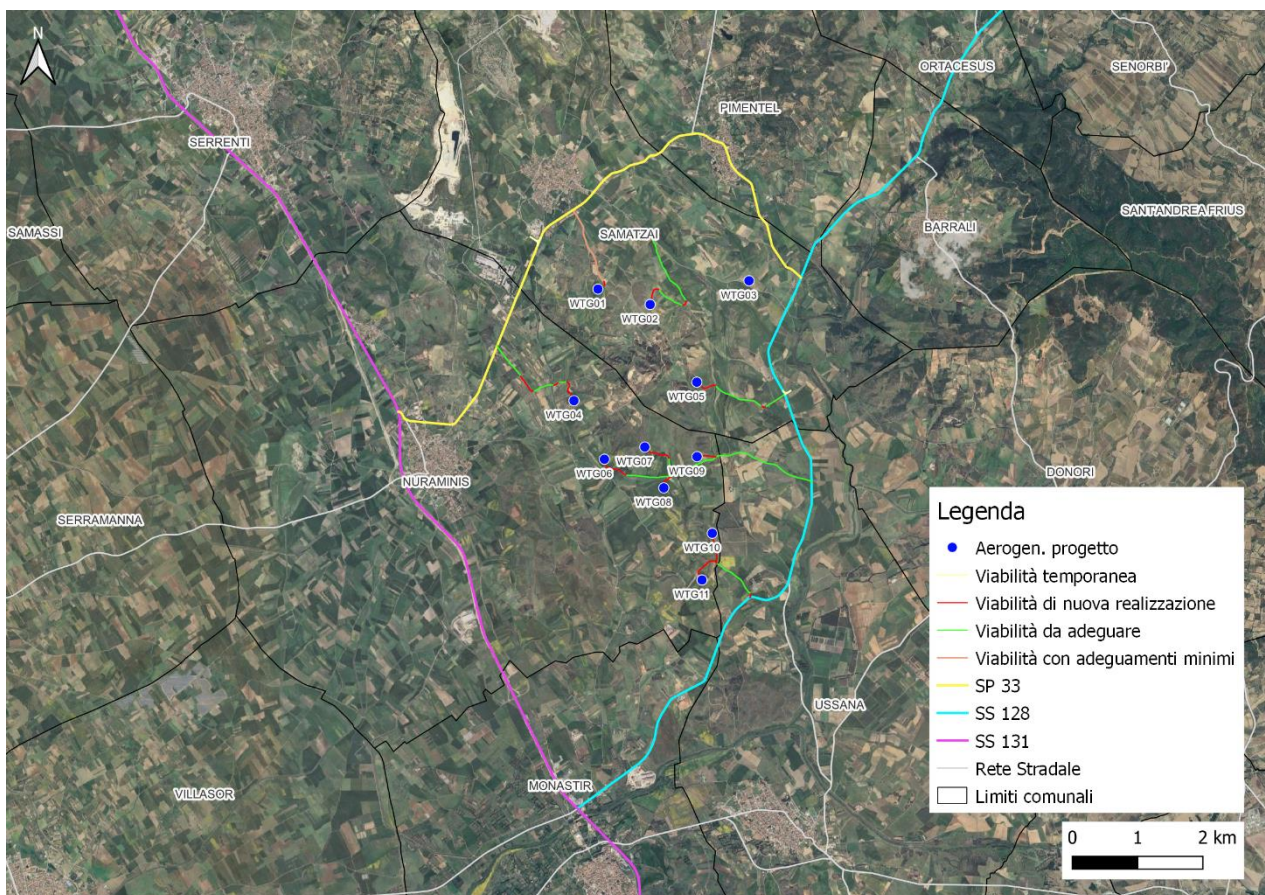 N
ORTACESUS
SENORBI'
PIMENTEL
SERRENTI
SANT'ANDREA FRIUS
SAMASSI
SAMATZAI
BARRALI
WTG01
WTG02
WTG03
WTG04
WTG05
WTG06
WTG07
WTG08
WTG09
NURAMINIS
DONORI
SERRAMANNA
WTG10
WTG11
USSANA
MONASTIR
VILLASOR
Legenda
Aerogen. progetto
Viabilità temporanea
Viabilità di nuova realizzazione
Viabilità da adeguare
Viabilità con adeguamenti minimi
SP 33
SS 128
SS 131
Rete Stradale
Limiti comunali
0 1 2 km